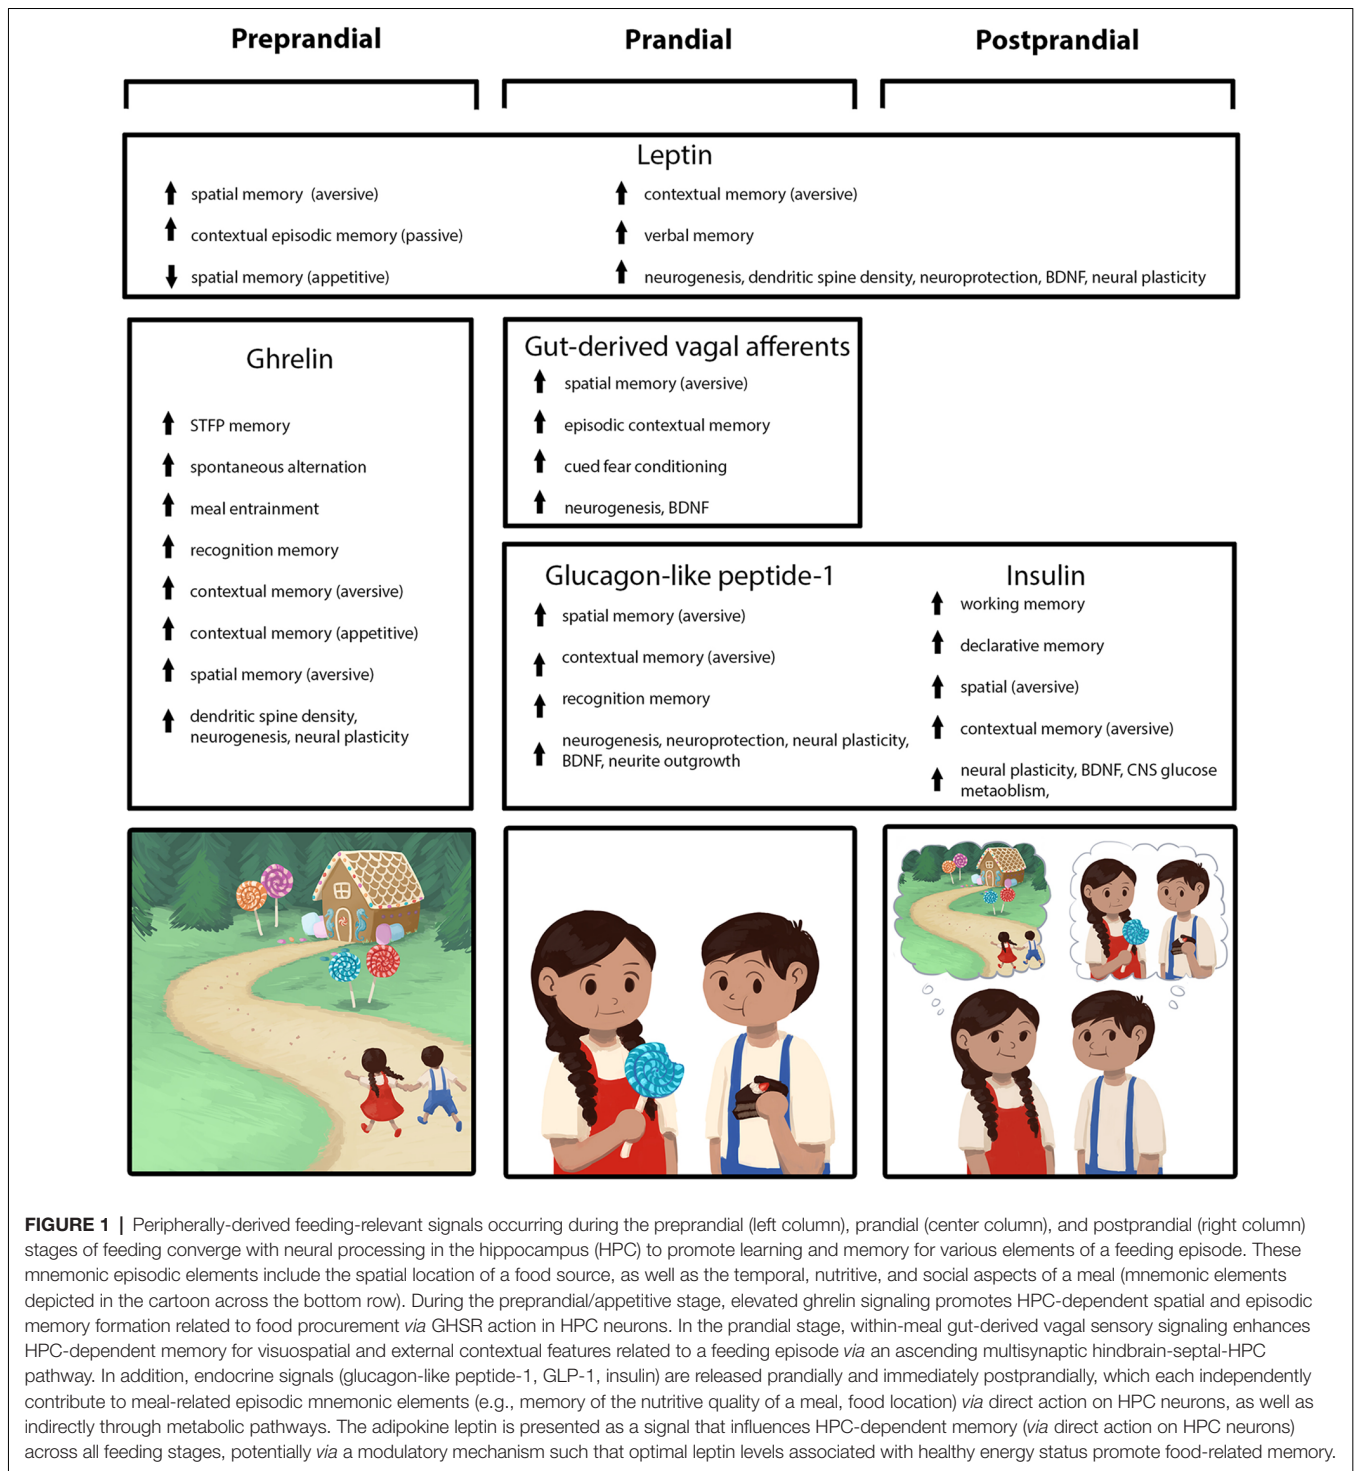 Preprandial
Prandial
Postprandial
Leptin
spatial memory (aversive)
contextual episodic memory (passive)
spatial memory (appetitive)
contextual memory (aversive)
verbal memory
neurogenesis, dendritic spine density, neuroprotection, BDNF, neural plasticity
Ghrelin
STFP memory
spontaneous alternation
meal entrainment
recognition memory
contextual memory (aversive)
contextual memory (appetitive)
spatial memory (aversive)
dendritic spine density,
neurogenesis, neural plasticity
Gut-derived vagal afferents
spatial memory (aversive)
episodic contextual memory
cued fear conditioning
neurogenesis, BDNF
Glucagon-like peptide-1
spatial memory (aversive)
contextual memory (aversive)
recognition memory
neurogenesis, neuroprotection, neural plasticity,
BDNF, neurite outgrowth
Insulin
working memory
declarative memory
spatial (aversive)
contextual memory (aversive)
neural plasticity, BDNF, CNS glucose
metaoblism,
FIGURE 1 | Peripherally-derived feeding-relevant signals occurring during the preprandial (left column), prandial (center column), and postprandial (right column)
stages of feeding converge with neural processing in the hippocampus (HPC) to promote learning and memory for various elements of a feeding episode. These
mnemonic episodic elements include the spatial location of a food source, as well as the temporal, nutritive, and social aspects of a meal (mnemonic elements
depicted in the cartoon across the bottom row). During the preprandial/appetitive stage, elevated ghrelin signaling promotes HPC-dependent spatial and episodic
memory formation related to food procurement via GHSR action in HPC neurons. In the prandial stage, within-meal gut-derived vagal sensory signaling enhances
HPC-dependent memory for visuospatial and external contextual features related to a feeding episode via an ascending multisynaptic hindbrain-septal-HPC
pathway. In addition, endocrine signals (glucagon-like peptide-1, GLP-1, insulin) are released prandially and immediately postprandially, which each independently
contribute to meal-related episodic mnemonic elements (e.g., memory of the nutritive quality of a meal, food location) via direct action on HPC neurons, as well as
indirectly through metabolic pathways. The adipokine leptin is presented as a signal that influences HPC-dependent memory (via direct action on HPC neurons)
across all feeding stages, potentially via a modulatory mechanism such that optimal leptin levels associated with healthy energy status promote food-related memory.